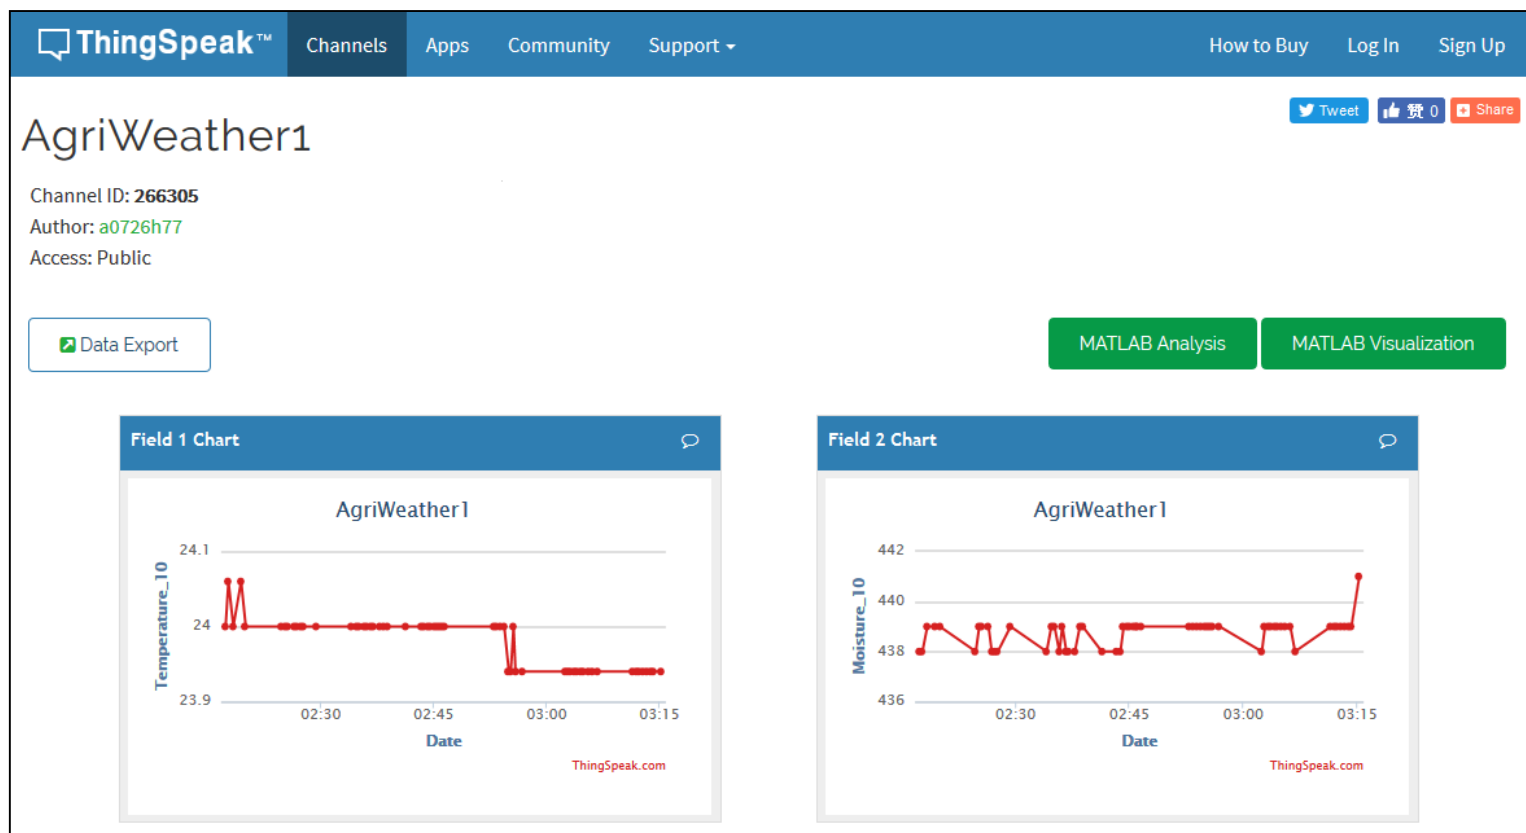 ThingSpeak™ Channels Apps Community Support How to Buy Log In Sign Up
Tweet 赞 0 Share
AgriWeather1
Channel ID: 266305
Author: a0726h77
Access: Public
Data Export MATLAB Analysis MATLAB Visualization
Field 1 Chart
AgriWeather1
Temperature_10
24.1
24
23.9
02:30 02:45 03:00 03:15
Date
ThingSpeak.com
Field 2 Chart
AgriWeather1
Moisture_10
442
440
438
436
02:30 02:45 03:00 03:15
Date
ThingSpeak.com